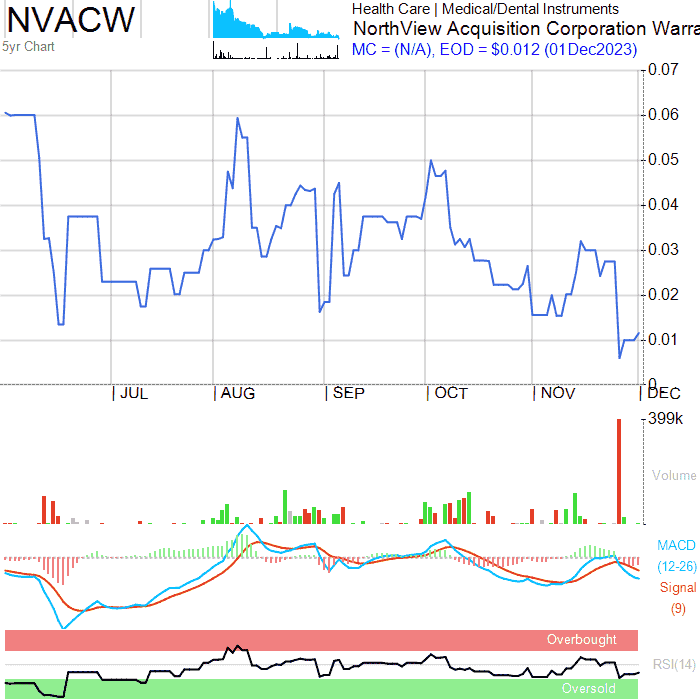 NVACW
5yr Chart
Health Care | Medical/Dental Instruments
NorthView Acquisition Corporation Warra
MC = (N/A), EOD = $0.012 (01Dec2023)
0.07
0.06
0.05
0.04
0.03
0.02
0.01
0
JUL AUG SEP OCT NOV DEC
399k
Volume
MACD
(12-26)
Signal
(9)
Overbought
RSI(14)
Oversold